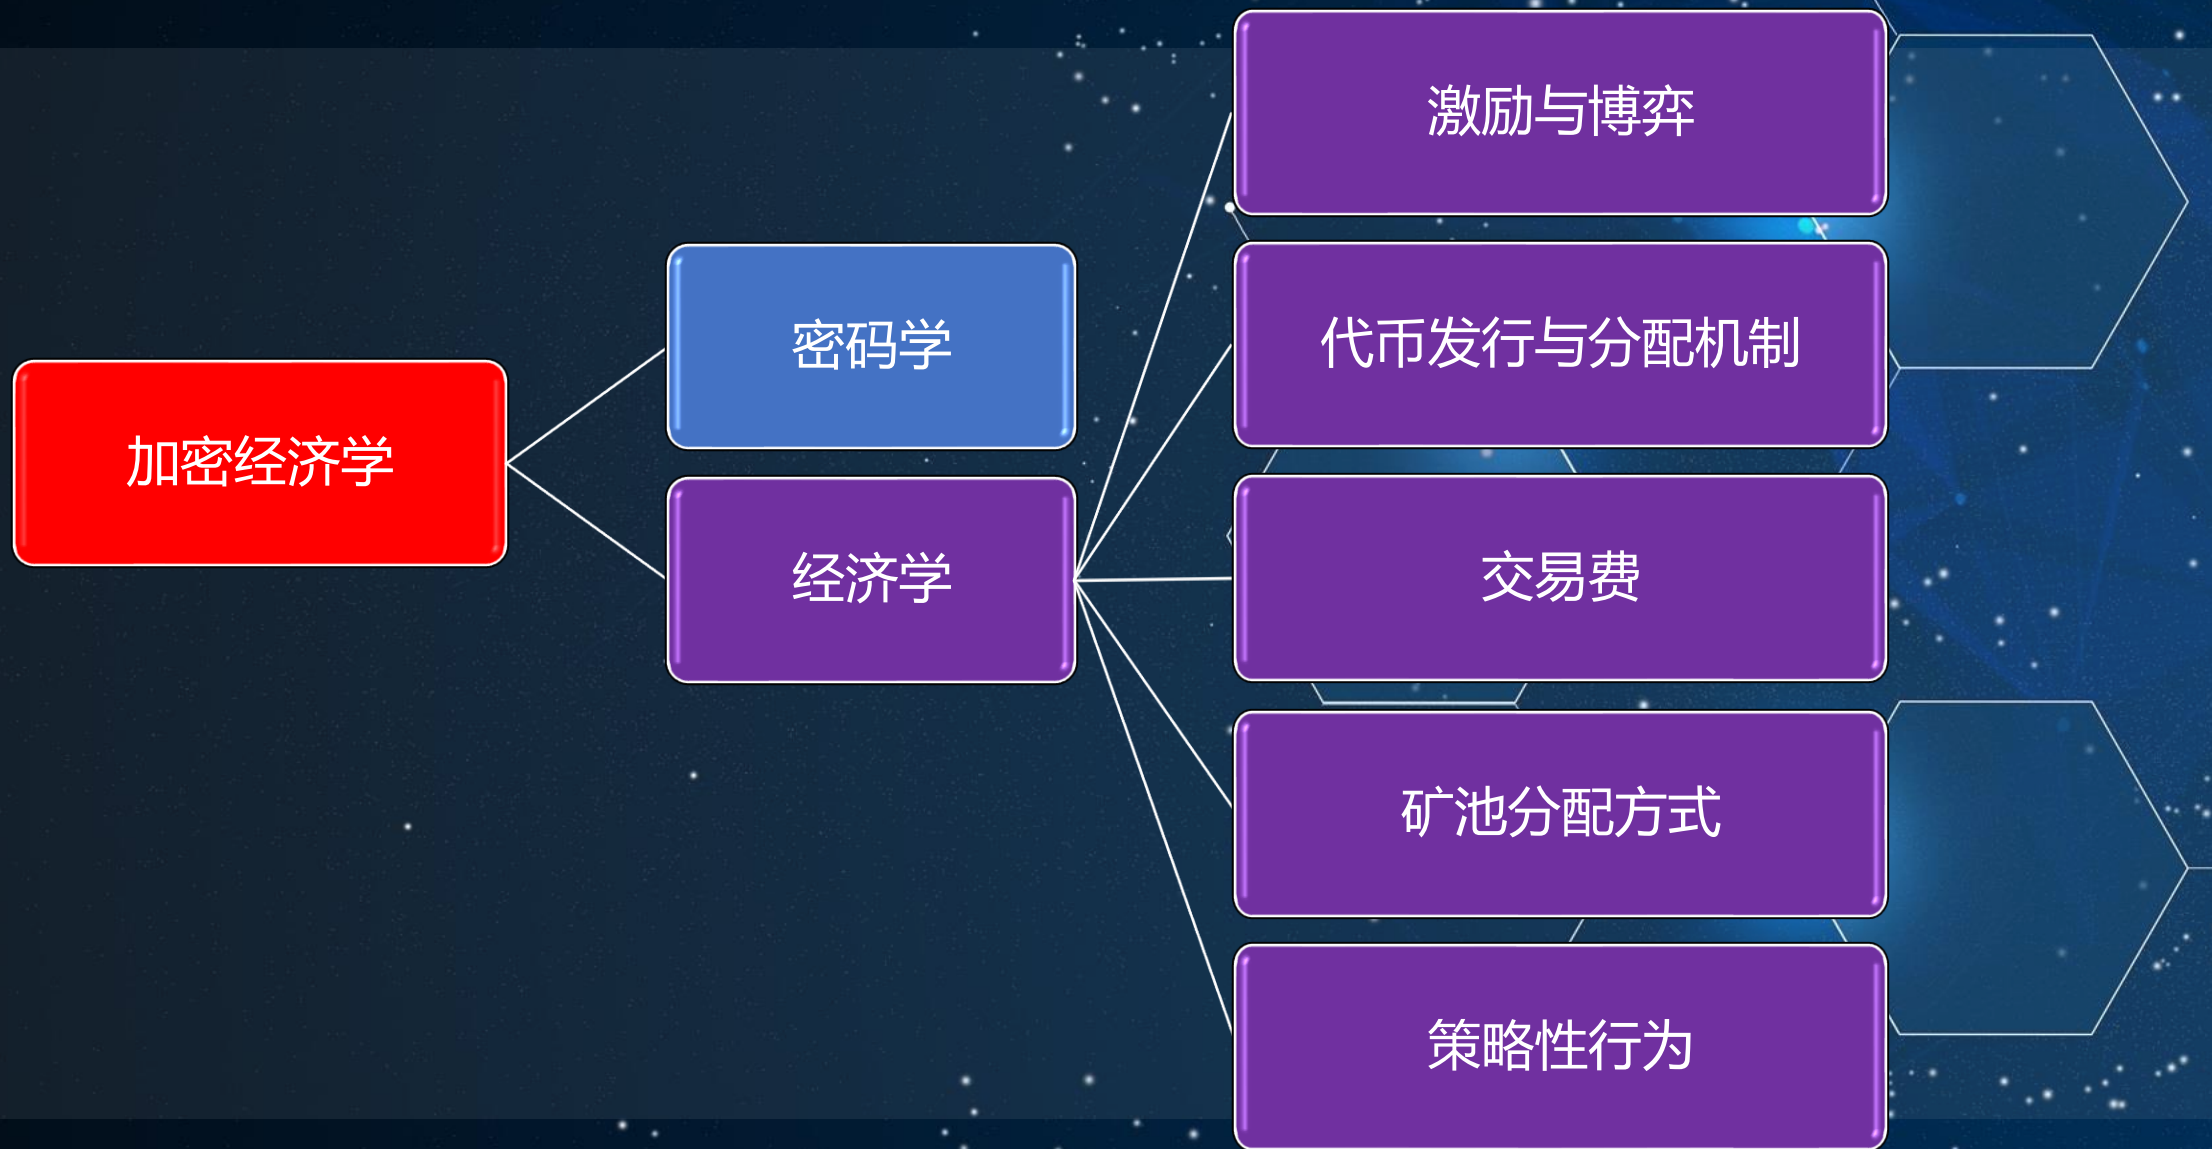 加密经济学
密码学
经济学
激励与博弈
代币发行与分配机制
交易费
矿池分配方式
策略性行为